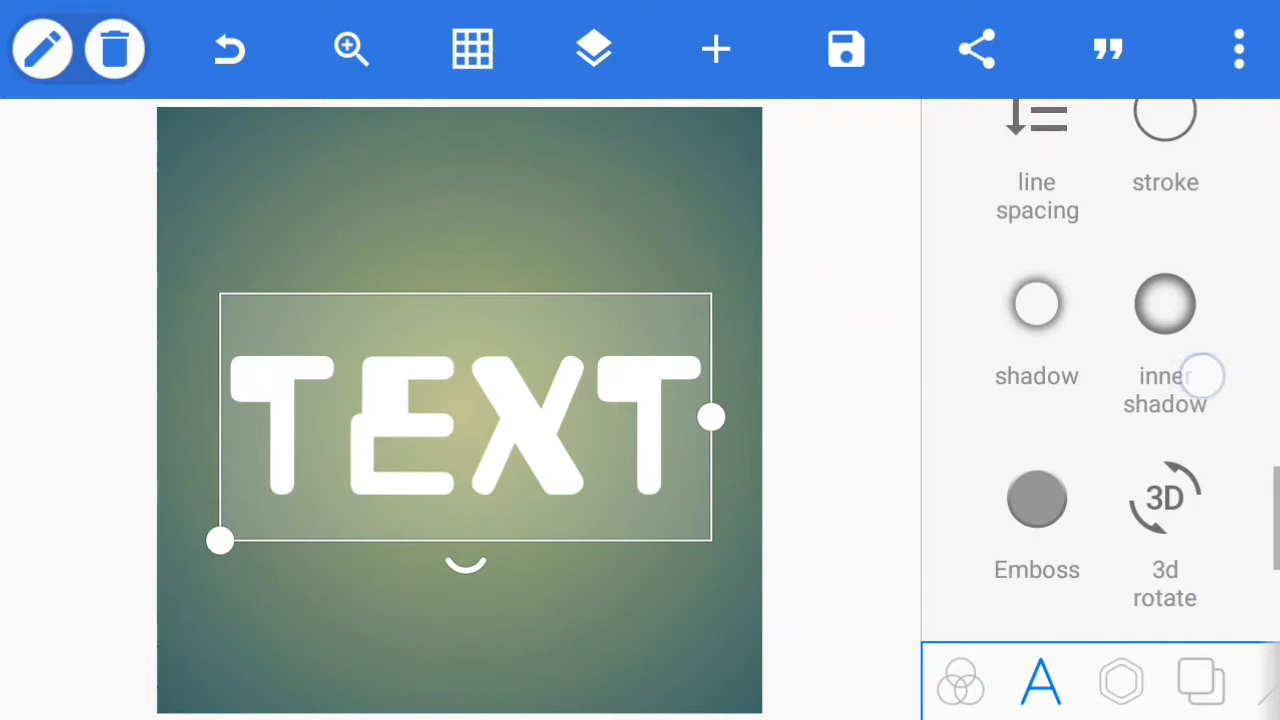 line
spacing
stroke
TEXT
shadow
inner
shadow
3D
Emboss
3d
rotate
A